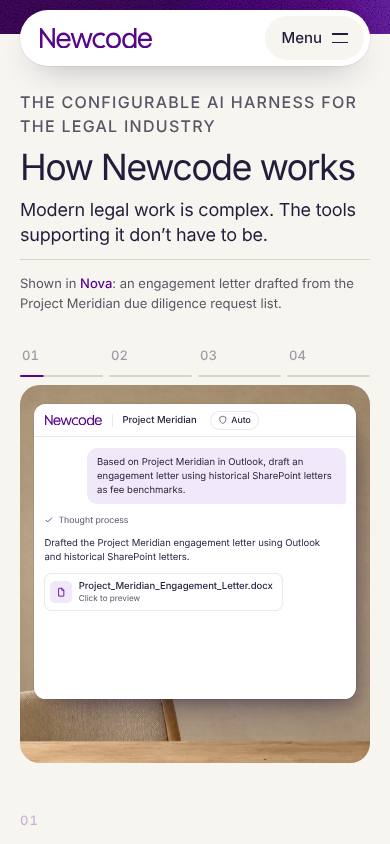 Newcode
Menu
THE CONFIGURABLE AI HARNESS FOR
THE LEGAL INDUSTRY
How Newcode works
Modern legal work is complex. The tools
supporting it don’t have to be.
Shown in Nova: an engagement letter drafted from the
Project Meridian due diligence request list.
01
02
03
04
Newcode
Project Meridian
Auto
Based on Project Meridian in Outlook, draft an
engagement letter using historical SharePoint letters
as fee benchmarks.
Thought process
Drafted the Project Meridian engagement letter using Outlook
and historical SharePoint letters.
Project_Meridian_Engagement_Letter.docx
Click to preview
01